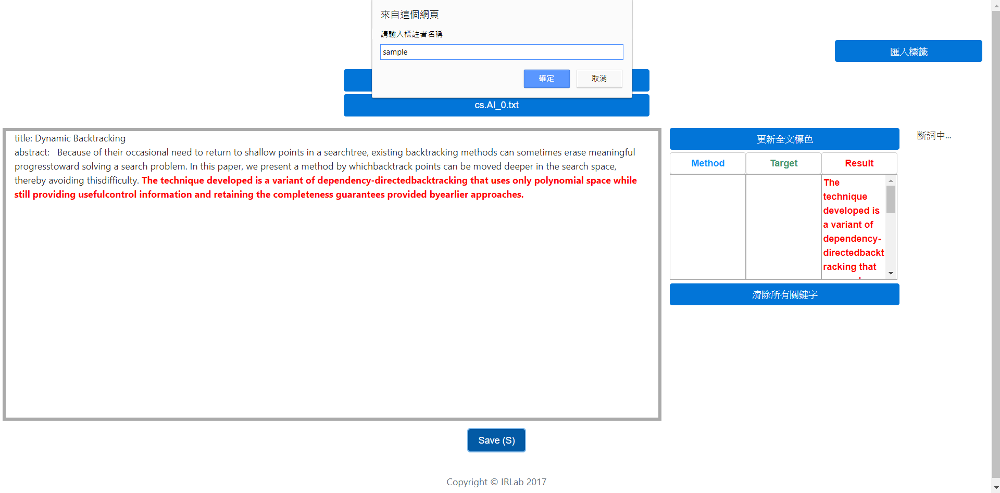 來自這個網頁
請輸入標註者名稱
sample
確定 取消
匯入標籤
cs.AI_0.txt
title: Dynamic Backtracking
abstract:   Because of their occasional need to return to shallow points in a searchtree, existing backtracking methods can sometimes erase meaningful
progresstoward solving a search problem. In this paper, we present a method by whichbacktrack points can be moved deeper in the search space,
thereby avoiding thisdifficulty. The technique developed is a variant of dependency-directedbacktracking that uses only polynomial space while
still providing usefulcontrol information and retaining the completeness guarantees provided byearlier approaches.
更新全文標色
Method Target Result
The
technique
developed is
a variant of
dependency-
directedbackt
racking that
清除所有關鍵字
斷詞中...
Save (S)
Copyright © IRLab 2017